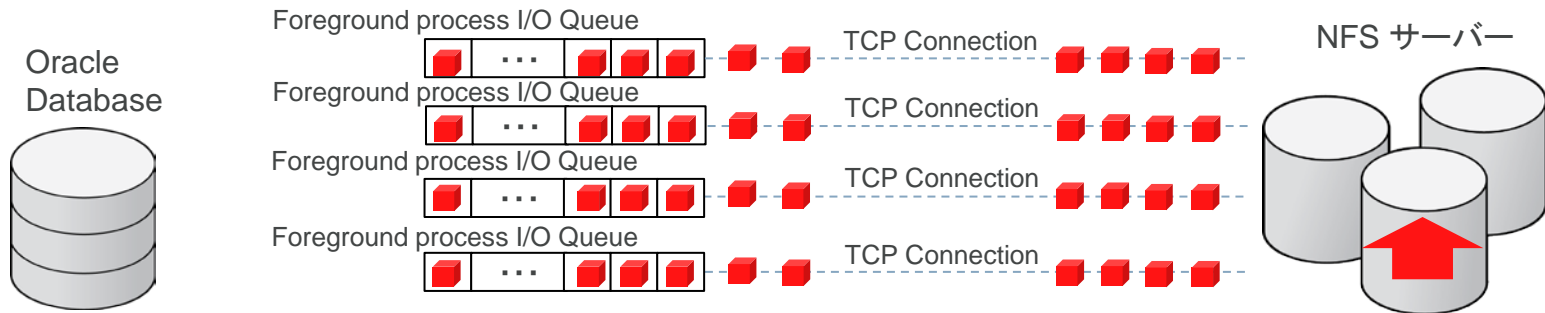 Oracle
Database
Foreground process I/O Queue
...
TCP Connection
Foreground process I/O Queue
...
TCP Connection
Foreground process I/O Queue
...
TCP Connection
Foreground process I/O Queue
...
TCP Connection
NFS サーバー